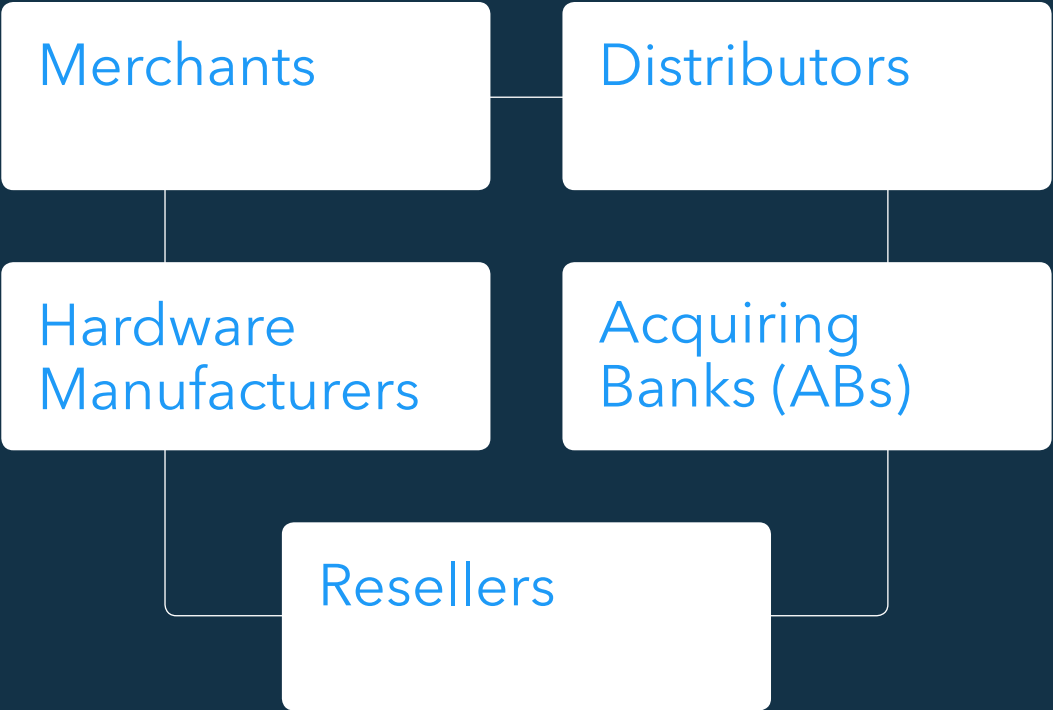 Merchants
Distributors
Hardware
Manufacturers
Acquiring
Banks (ABs)
Resellers